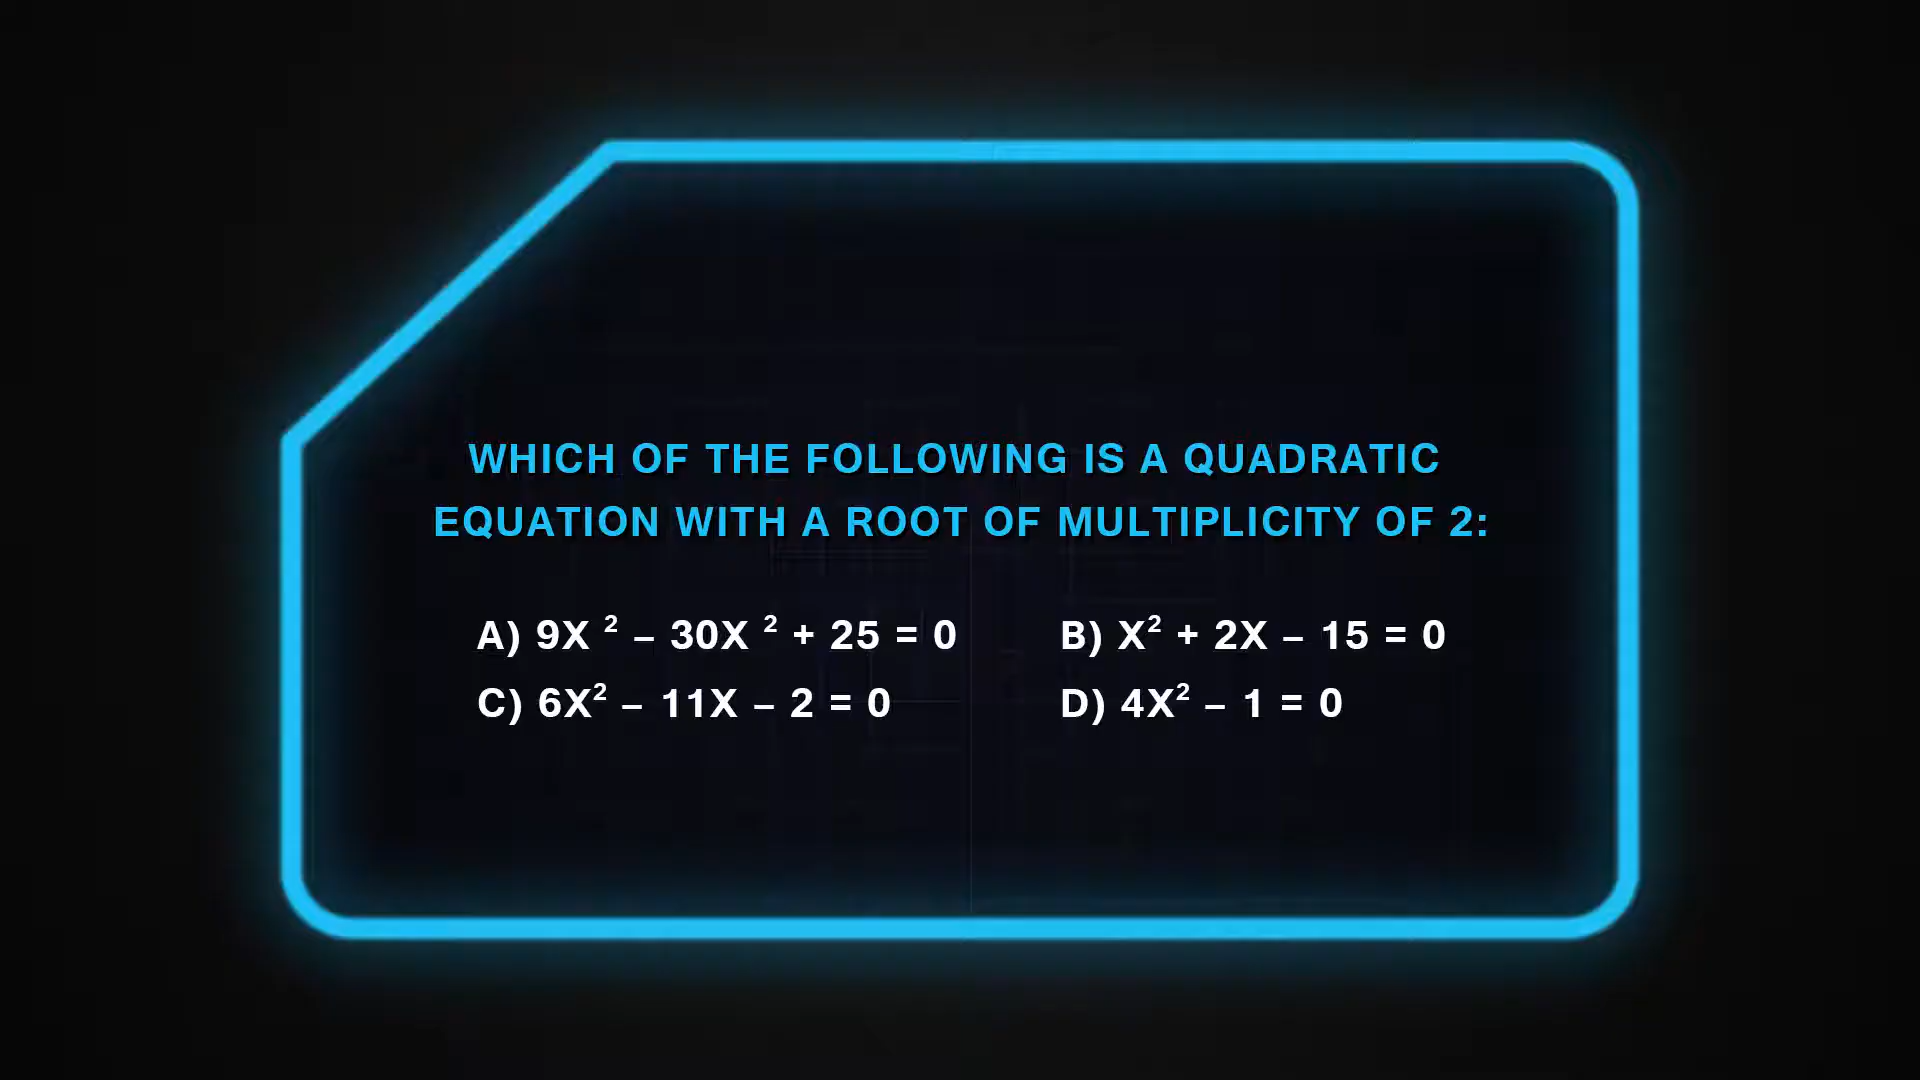 WHICH OF THE FOLLOWING IS A QUADRATIC
EQUATION WITH A ROOT OF MULTIPLICITY OF 2:
A) 9X ² – 30X ² + 25 = 0
B) X² + 2X – 15 = 0
C) 6X² – 11X – 2 = 0
D) 4X² – 1 = 0